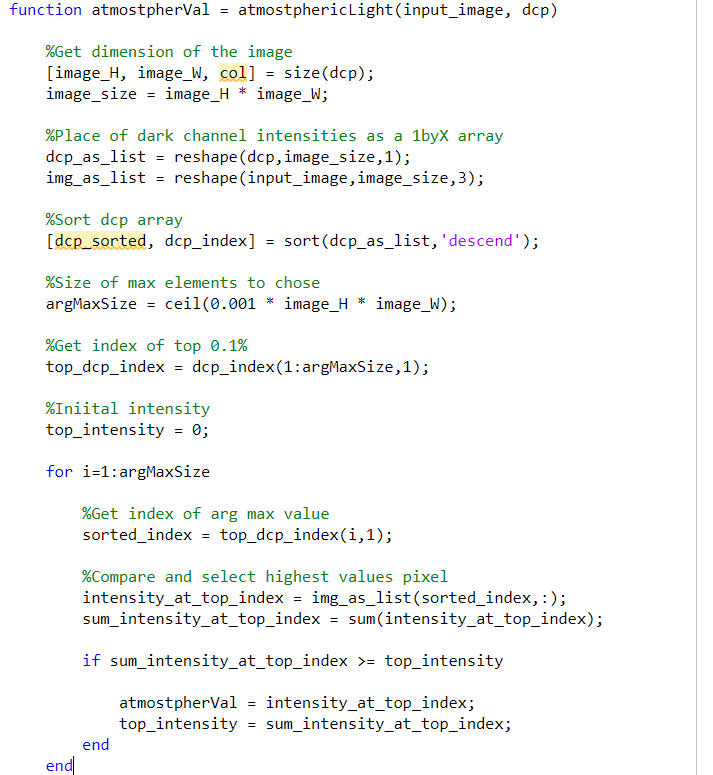 function atmostpherVal = atmostphericLight(input_image, dcp)
%Get dimension of the image
[image_H, image_W, col] = size(dcp);
image_size = image_H * image_W;
%Place of dark channel intensities as a 1byX array
dcp_as_list = reshape(dcp,image_size,1);
img_as_list = reshape(input_image,image_size,3);
%Sort dcp array
[dcp_sorted, dcp_index] = sort(dcp_as_list,'descend');
%Size of max elements to chose
argMaxSize = ceil(0.001 * image_H * image_W);
%Get index of top 0.1%
top_dcp_index = dcp_index(1:argMaxSize,1);
%Iniital intensity
top_intensity = 0;
for i=1:argMaxSize
%Get index of arg max value
sorted_index = top_dcp_index(i,1);
%Compare and select highest values pixel
intensity_at_top_index = img_as_list(sorted_index,:);
sum_intensity_at_top_index = sum(intensity_at_top_index);
if sum_intensity_at_top_index >= top_intensity
atmostpherVal = intensity_at_top_index;
top_intensity = sum_intensity_at_top_index;
end
end